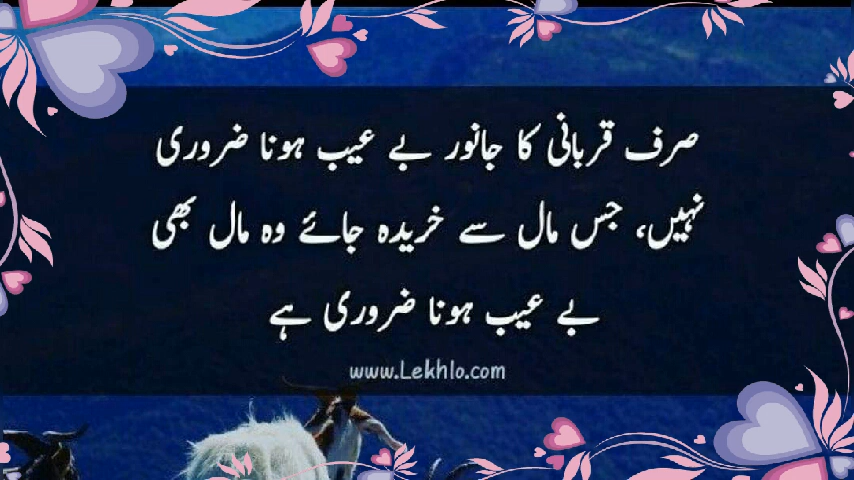 صرف قربانی کا جانور بے عیب ہونا ضروری
نہیں، جس مال سے خریدہ جائے وہ مال بھی
بے عیب ہونا ضروری ہے
www.Lekhlo.com